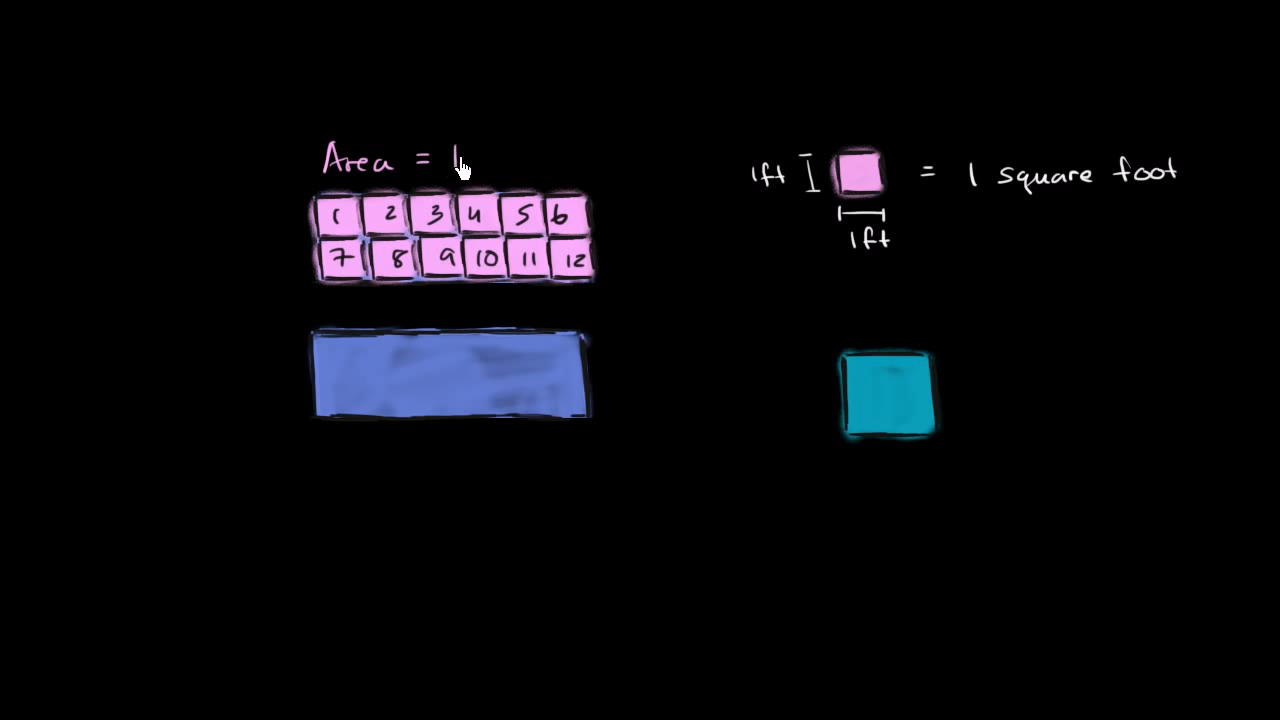 Area = 1
1 2 3 4 5 6
7 8 9 10 11 12
1ft = 1 square foot
1ft